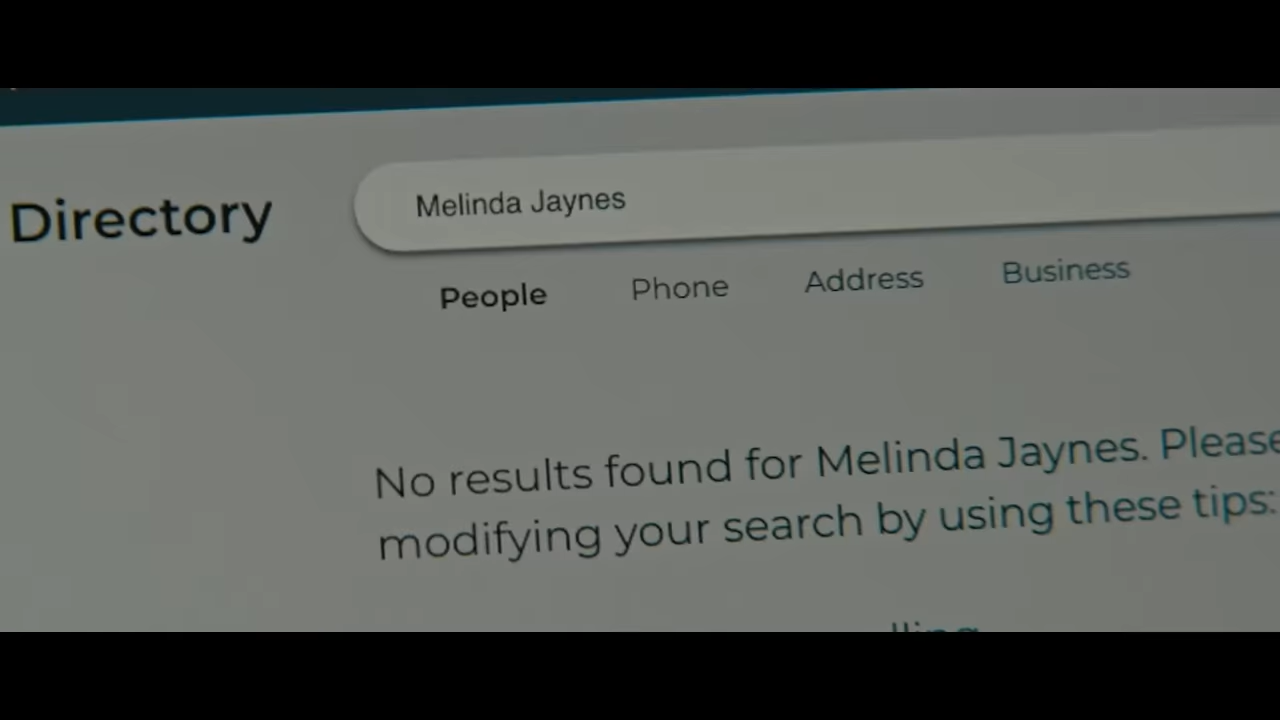 Directory
Melinda Jaynes
People Phone Address Business
No results found for Melinda Jaynes. Please
modifying your search by using these tips: